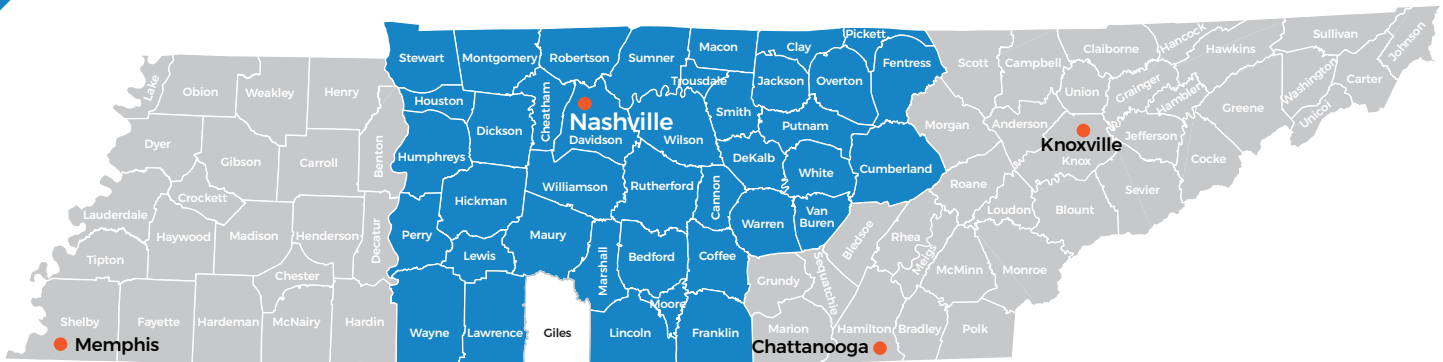 Lake
Obion
Weakley
Henry
Dyer
Gibson
Carroll
Benton
Crockett
Lauderdale
Haywood
Madison
Henderson
Decatur
Tipton
Chester
Shelby
Fayette
Hardeman
McNairy
Hardin
Memphis
Stewart
Montgomery
Robertson
Sumner
Macon
Clay
Pickett
Fentress
Trousdale
Jackson
Overton
Houston
Cheatham
Smith
Dickson
Nashville
Davidson
Wilson
Putnam
Humphreys
DeKalb
White
Cumberland
Williamson
Rutherford
Cannon
Hickman
Warren
Van
Buren
Perry
Maury
Lewis
Marshall
Bedford
Coffee
Moore
Wayne
Lawrence
Giles
Lincoln
Franklin
Scott
Campbell
Claiborne
Hancock
Hawkins
Sullivan
Johnson
Union
Grainger
Hamblen
Washington
Carter
Unicoi
Greene
Morgan
Anderson
Knoxville
Knox
Jefferson
Cocke
Roane
Loudon
Blount
Sevier
Bledsoe
Rhea
Meigs
McMinn
Monroe
Grundy
Sequatchie
Marion
Hamilton
Bradley
Polk
Chattanooga